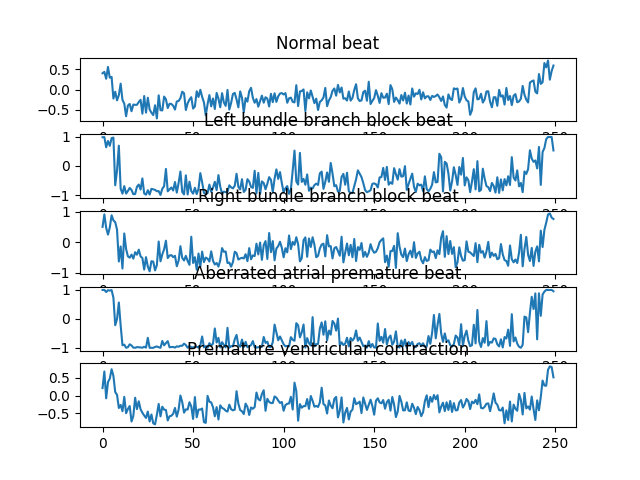 Normal beat
0.5
0.0
−0.5
Left bundle branch block beat
1
0
−1
Right bundle branch block beat
1
0
−1
Aberrated atrial premature beat
1
0
−1
Premature ventricular contraction
0.5
0.0
−0.5
0 50 100 150 200 250